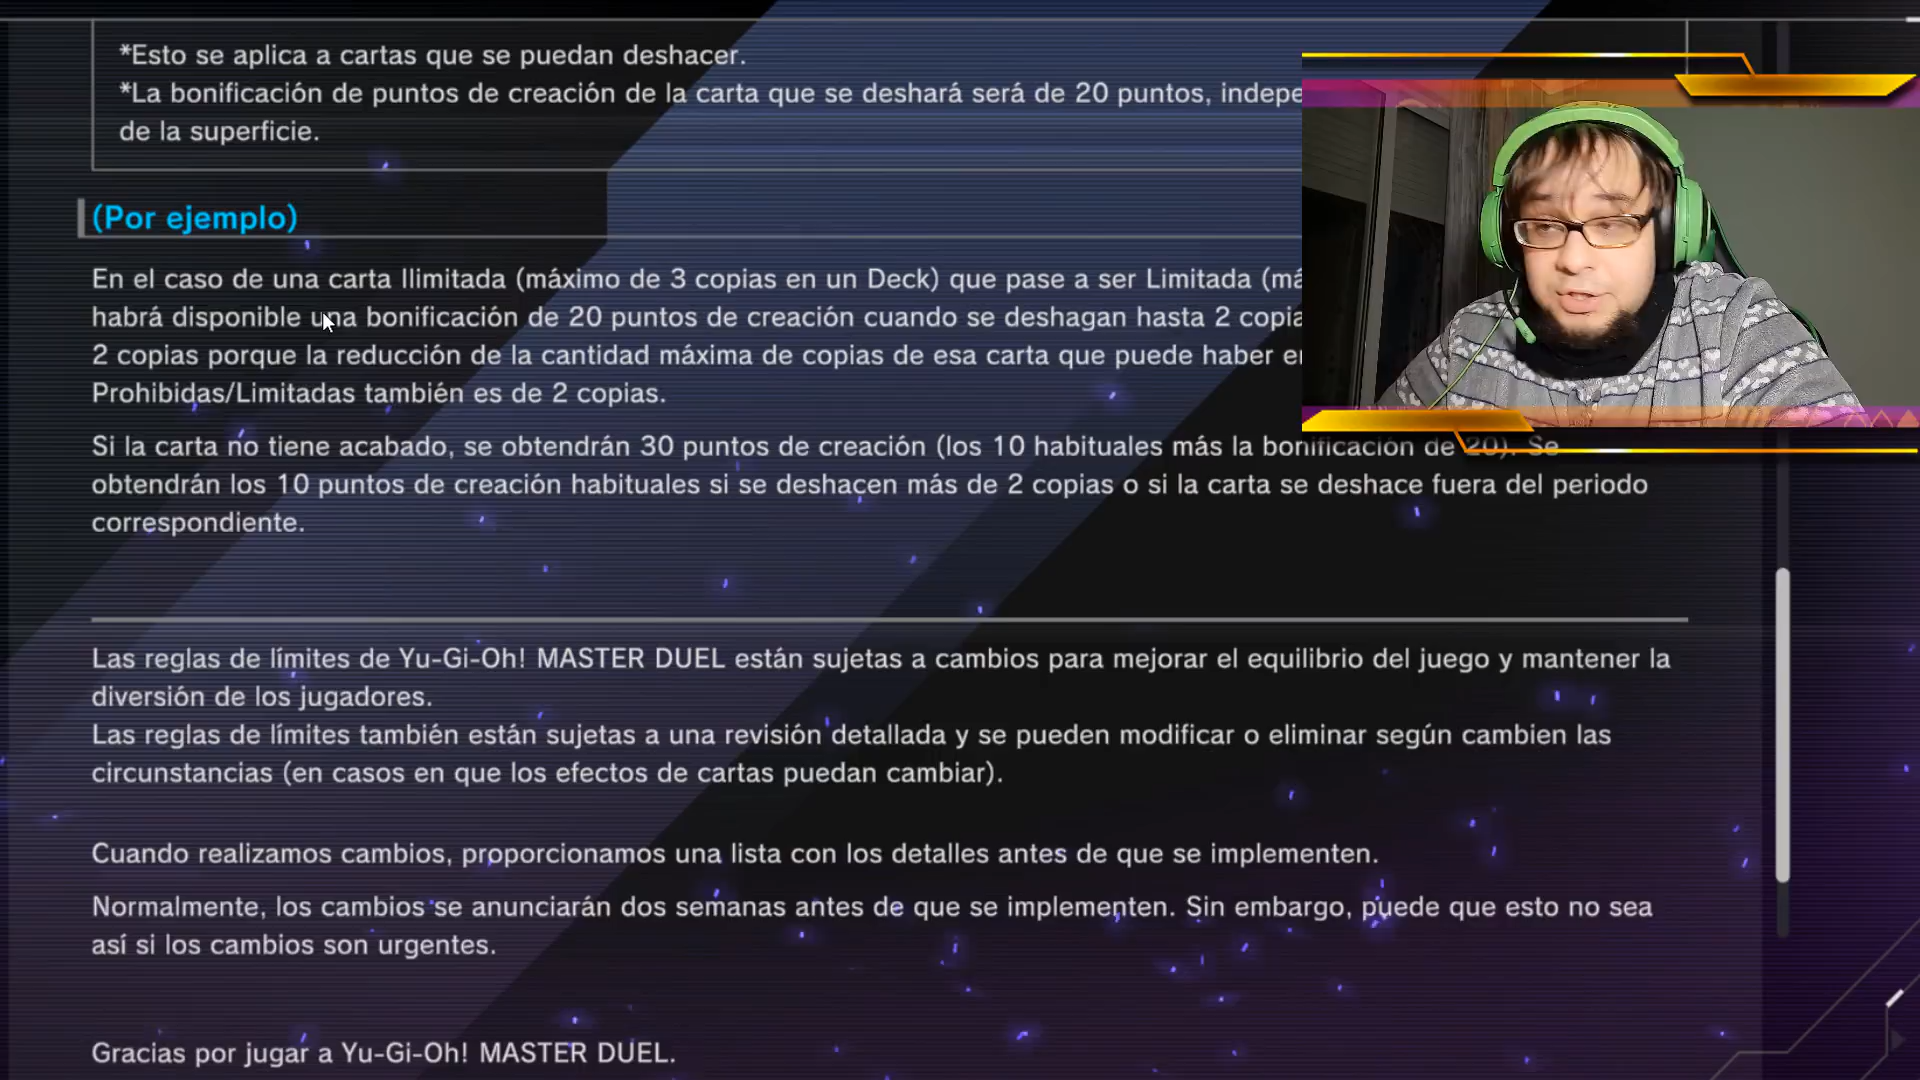 *Esto se aplica a cartas que se puedan deshacer.
*La bonificación de puntos de creación de la carta que se deshará será de 20 puntos, indepe
de la superficie.
(Por ejemplo)
En el caso de una carta Ilimitada (máximo de 3 copias en un Deck) que pase a ser Limitada (má
habrá disponible una bonificación de 20 puntos de creación cuando se deshagan hasta 2 copia
2 copias porque la reducción de la cantidad máxima de copias de esa carta que puede haber en
Prohibidas/Limitadas también es de 2 copias.
Si la carta no tiene acabado, se obtendrán 30 puntos de creación (los 10 habituales más la bonificación de 20). Se
obtendrán los 10 puntos de creación habituales si se deshacen más de 2 copias o si la carta se deshace fuera del periodo
correspondiente.
Las reglas de límites de Yu-Gi-Oh! MASTER DUEL están sujetas a cambios para mejorar el equilibrio del juego y mantener la
diversión de los jugadores.
Las reglas de límites también están sujetas a una revisión detallada y se pueden modificar o eliminar según cambien las
circunstancias (en casos en que los efectos de cartas puedan cambiar).
Cuando realizamos cambios, proporcionamos una lista con los detalles antes de que se implementen.
Normalmente, los cambios se anunciarán dos semanas antes de que se implementen. Sin embargo, puede que esto no sea
así si los cambios son urgentes.
Gracias por jugar a Yu-Gi-Oh! MASTER DUEL.